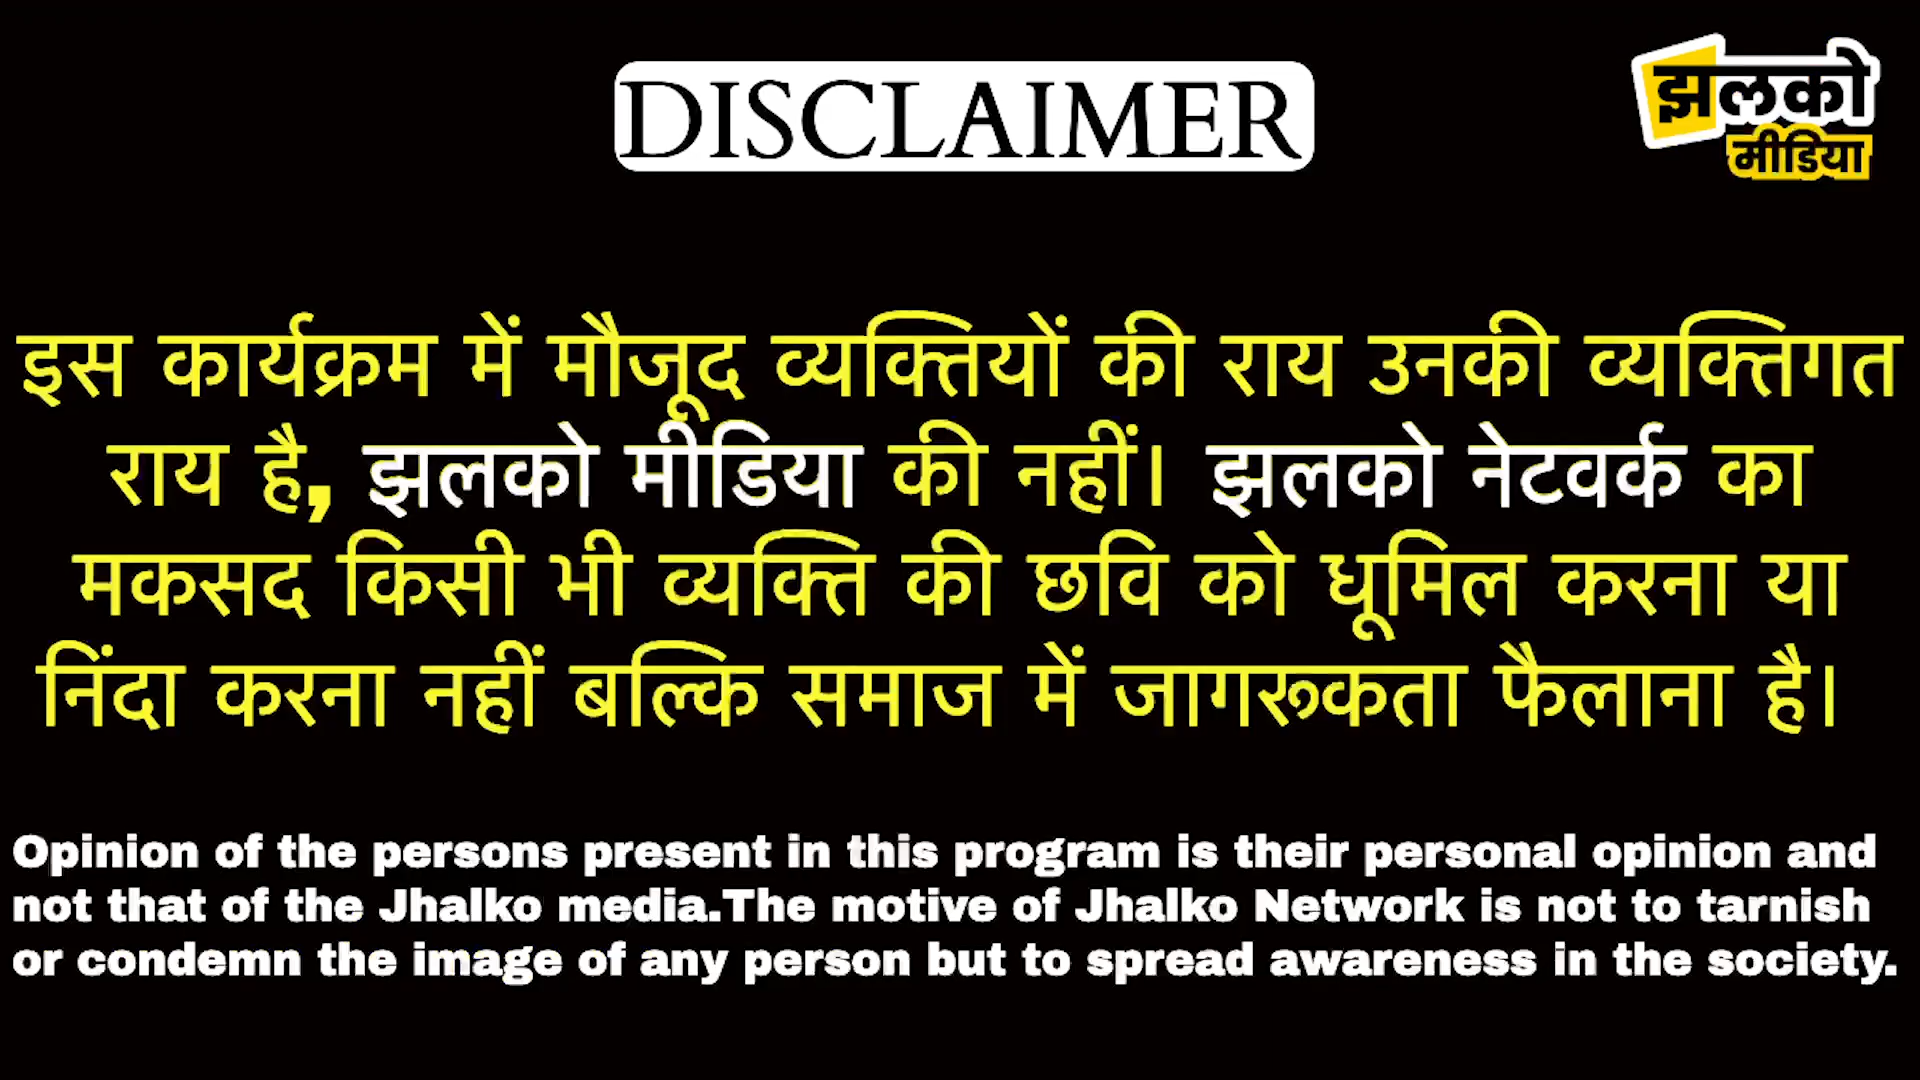 DISCLAIMER
झलको
मीडिया
इस कार्यक्रम में मौजूद व्यक्तियों की राय उनकी व्यक्तिगत
राय है, झलको मीडिया की नहीं। झलको नेटवर्क का
मकसद किसी भी व्यक्ति की छवि को धूमिल करना या
निंदा करना नहीं बल्कि समाज में जागरूकता फैलाना है।
Opinion of the persons present in this program is their personal opinion and
not that of the Jhalko media.The motive of Jhalko Network is not to tarnish
or condemn the image of any person but to spread awareness in the society.